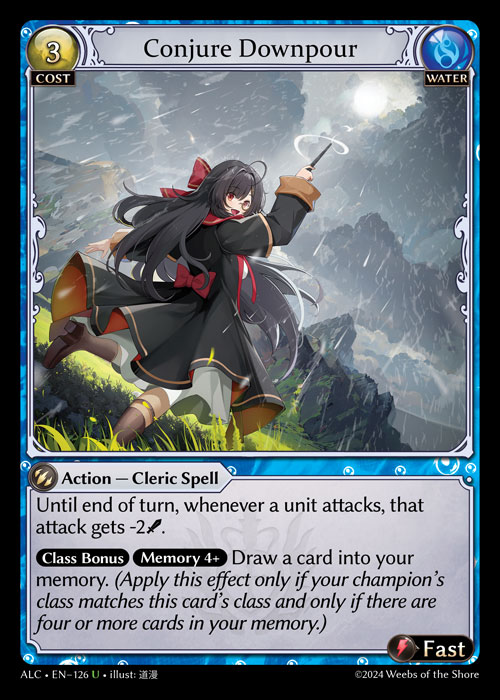 3
Conjure Downpour
COST
WATER
Action — Cleric Spell
Until end of turn, whenever a unit attacks, that
attack gets -2.
Class Bonus Memory 4+ Draw a card into your
memory. (Apply this effect only if your champion's
class matches this card's class and only if there are
four or more cards in your memory.)
Fast
ALC • EN-126 U • illust: 道漫
©2024 Weebs of the Shore